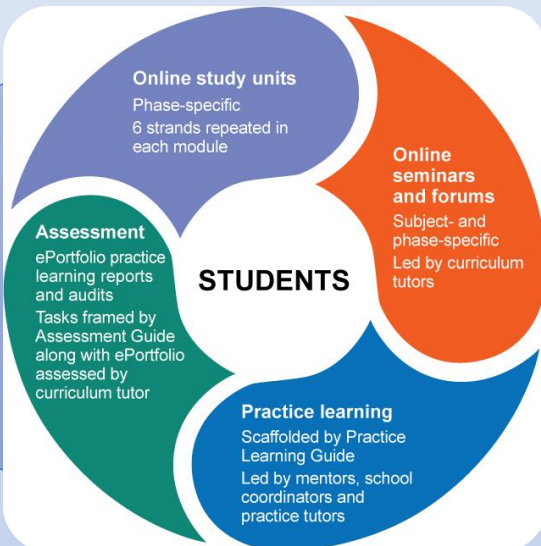 Online study units
Phase-specific
6 strands repeated in
each module
Online
seminars
and forums
Subject- and
phase-specific
Led by curriculum
tutors
Practice learning
Scaffolded by Practice
Learning Guide
Led by mentors, school
coordinators and
practice tutors
Assessment
ePortfolio practice
learning reports
and audits
Tasks framed by
Assessment Guide
along with ePortfolio
assessed by
curriculum tutor
STUDENTS